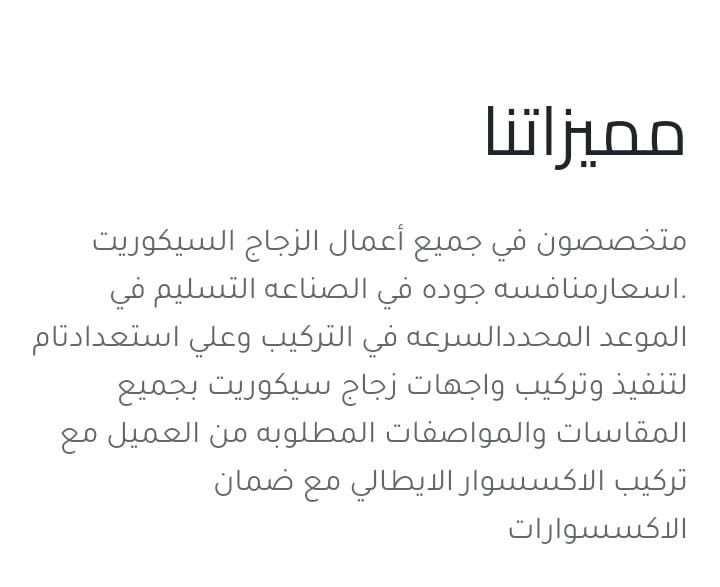 مميزاتنا
متخصصون في جميع أعمال الزجاج السيكوريت
.اسعارمنافسه جوده في الصناعه التسليم في
الموعد المحددالسرعه في التركيب وعلي استعدادتام
لتنفيذ وتركيب واجهات زجاج سيكوريت بجميع
المقاسات والمواصفات المطلوبه من العميل مع
تركيب الاكسسوار الايطالي مع ضمان
الاكسسوارات